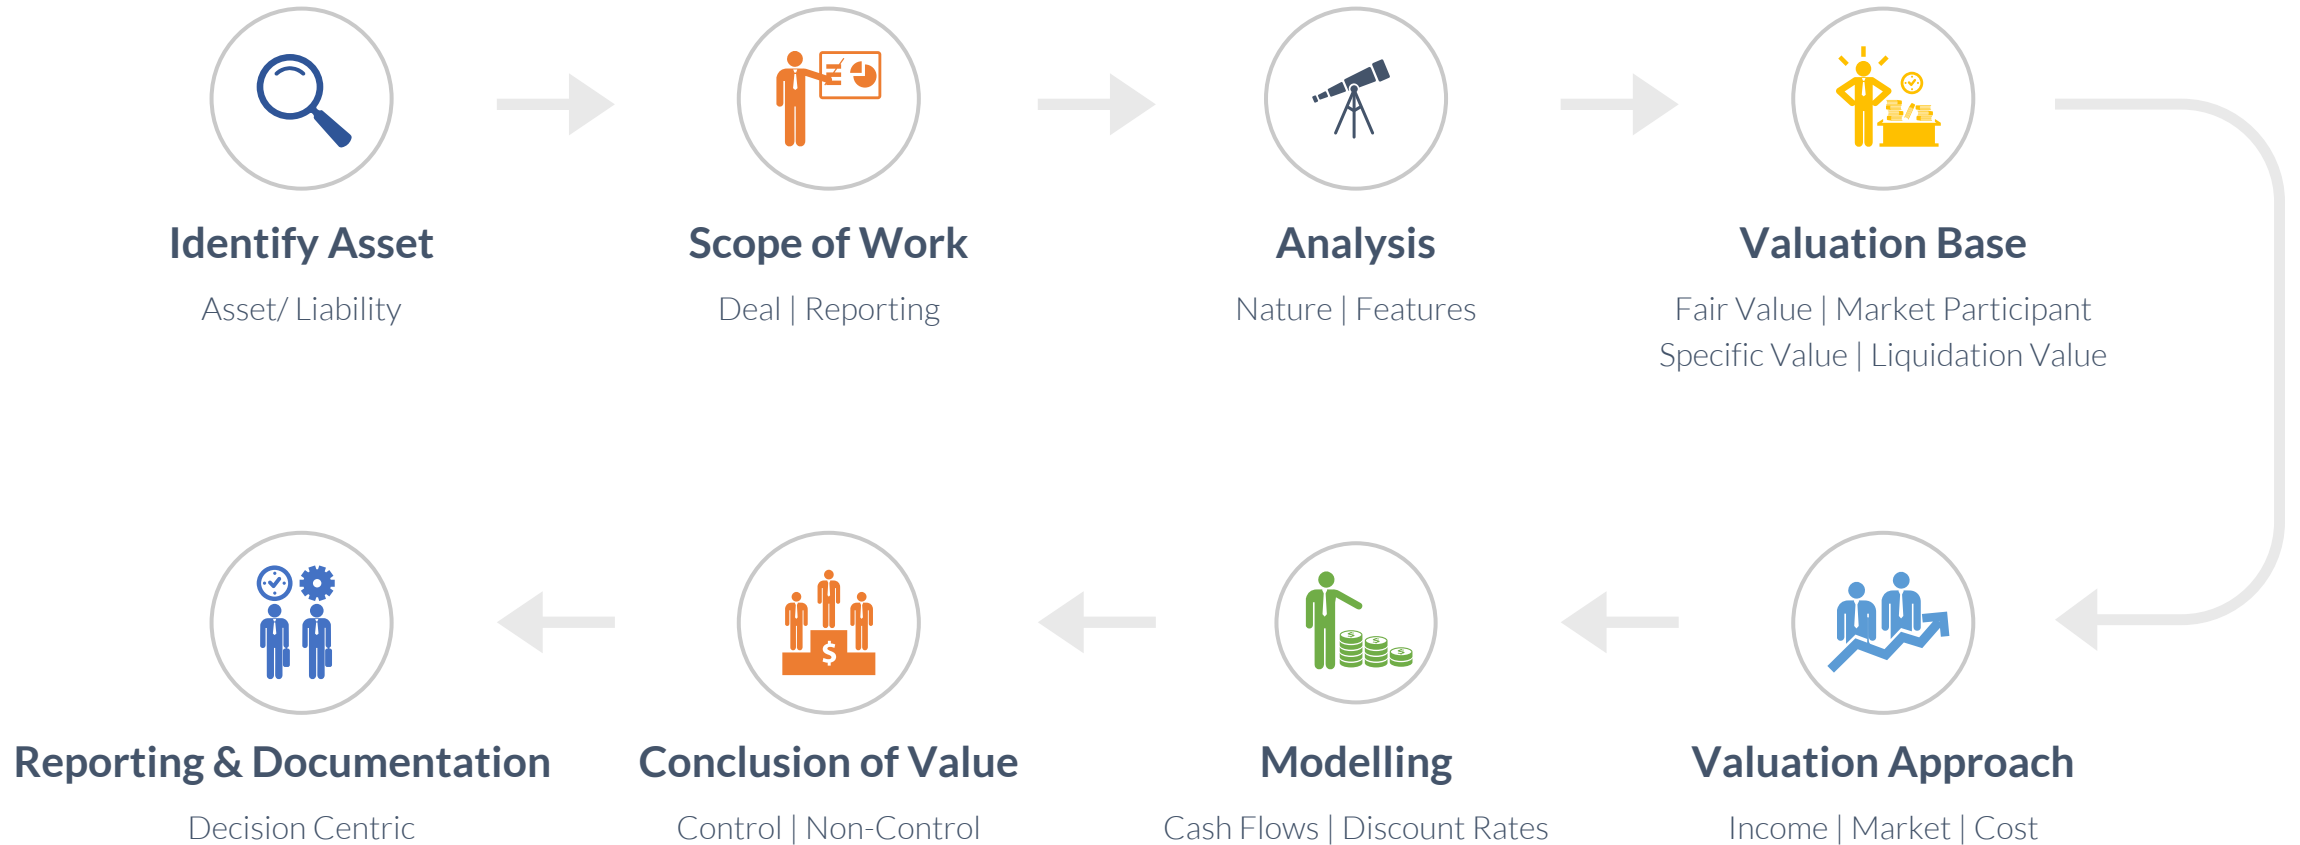 Identify Asset
Asset/ Liability
Scope of Work
Deal | Reporting
Analysis
Nature | Features
Valuation Base
Fair Value | Market Participant
Specific Value | Liquidation Value
Valuation Approach
Income | Market | Cost
Modelling
Cash Flows | Discount Rates
$
$
$
Conclusion of Value
Control | Non-Control
$
Reporting & Documentation
Decision Centric